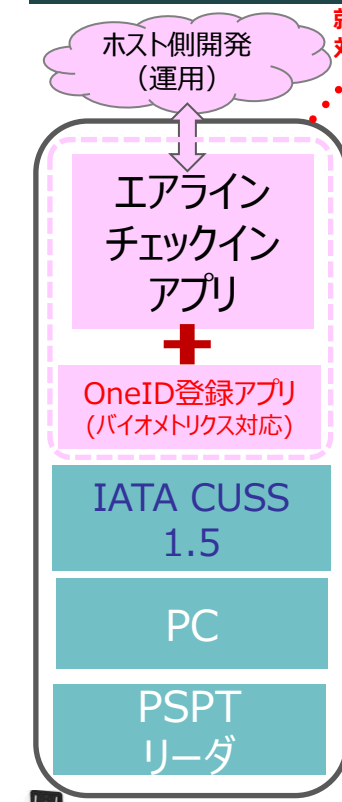 ホスト側開発
（運用）
エアライン
チェックイン
アプリ
OneID登録アプリ
(バイオメトリクス対応)
IATA CUSS
1.5
PC
PSPT
リーダ